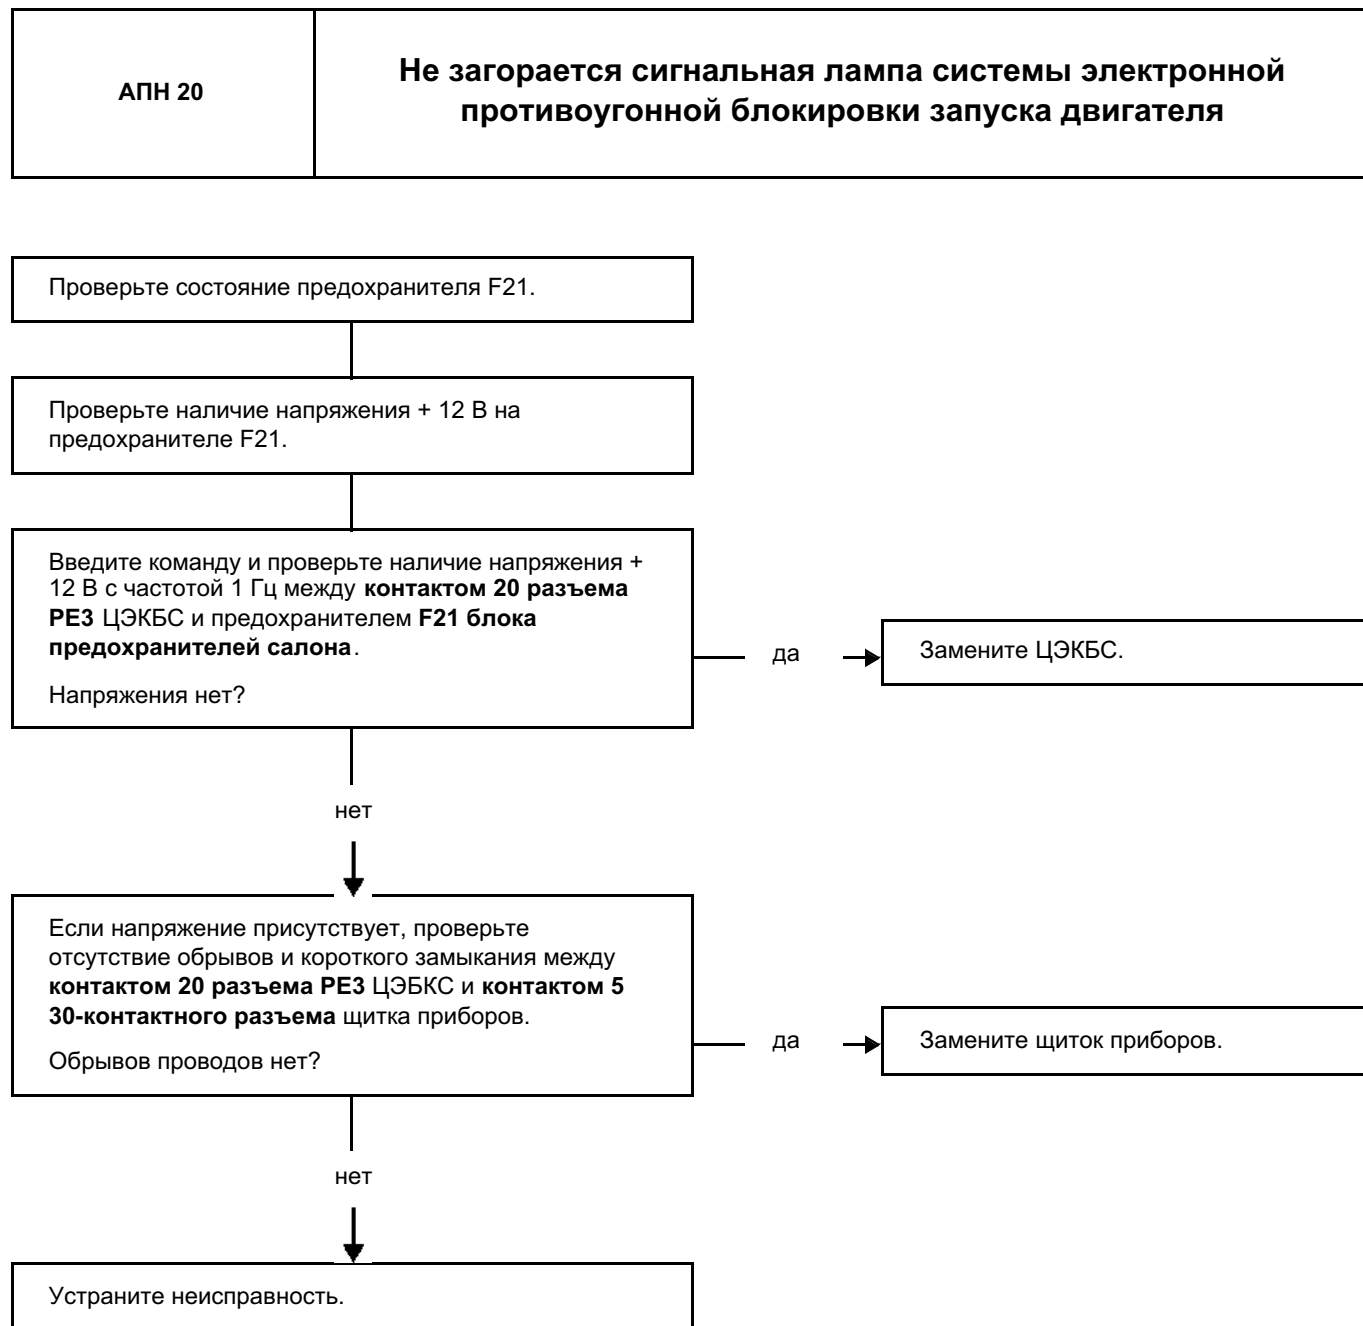 АПН 20
Не загорается сигнальная лампа системы электронной
противоугонной блокировки запуска двигателя
Проверьте состояние предохранителя F21.
Проверьте наличие напряжения + 12 В на
предохранителе F21.
Введите команду и проверьте наличие напряжения +
12 В с частотой 1 Гц между контактом 20 разъема
PE3 ЦЭКБС и предохранителем F21 блока
предохранителей салона.
Напряжения нет?
да
Замените ЦЭКБС.
нет
Если напряжение присутствует, проверьте
отсутствие обрывов и короткого замыкания между
контактом 20 разъема PE3 ЦЭБКС и контактом 5
30-контактного разъема щитка приборов.
Обрывов проводов нет?
да
Замените щиток приборов.
нет
Устраните неисправность.